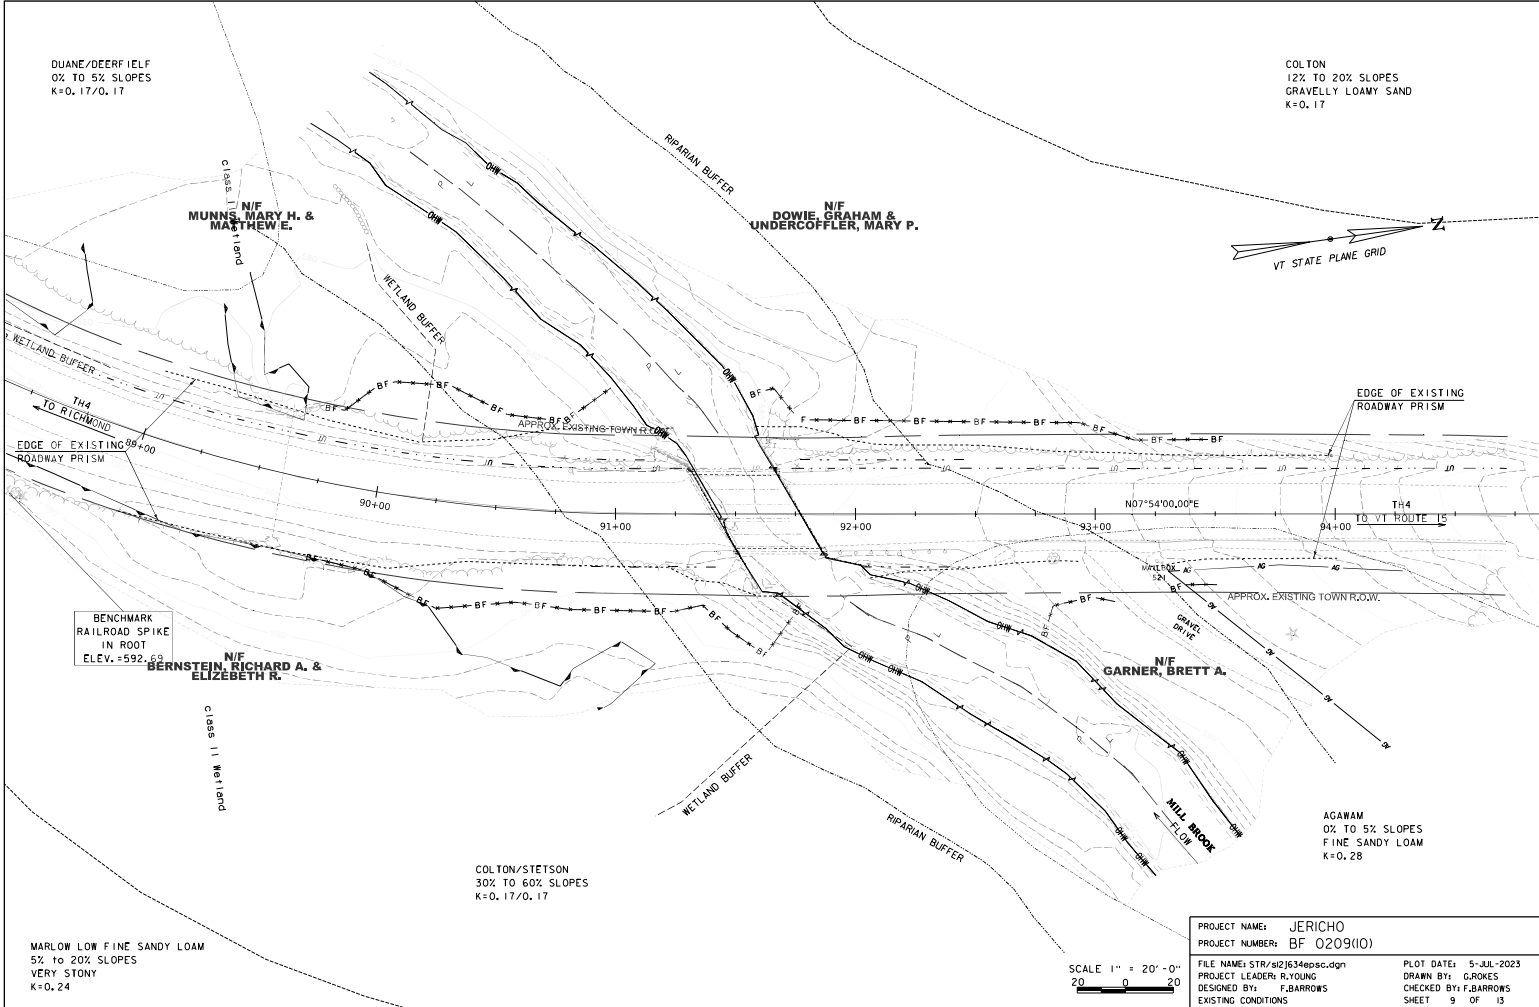 DUANE/DEERFIELF
0% TO 5% SLOPES
K=0.17/0.17
COLTON
12% TO 20% SLOPES
GRAVELLY LOAMY SAND
K=0.17
RIPARIAN BUFFER
class II Wetland
N/F
MUNNS, MARY H. &
MATTHEW E.
N/F
DOWIE, GRAHAM &
UNDERCOFFLER, MARY P.
N
VT STATE PLANE GRID
WETLAND BUFFER
WETLAND BUFFER
TH4
TO RICHMOND
EDGE OF EXISTING
ROADWAY PRISM
APPROX. EXISTING TOWN R.O.W.
EDGE OF EXISTING
ROADWAY PRISM
89+00
90+00
91+00
92+00
93+00
94+00
N07°54'00.00"E
TH4
TO VT ROUTE 15
MAILBOX
521
APPROX. EXISTING TOWN R.O.W.
GRAVEL
DRIVE
BENCHMARK
RAILROAD SPIKE
IN ROOT
ELEV.=592.69
N/F
BERNSTEIN, RICHARD A. &
ELIZEBETH R.
N/F
GARNER, BRETT A.
class II Wetland
WETLAND BUFFER
RIPARIAN BUFFER
MILL BROOK
FLOW
AGAWAM
0% TO 5% SLOPES
FINE SANDY LOAM
K=0.28
COLTON/STETSON
30% TO 60% SLOPES
K=0.17/0.17
MARLOW LOW FINE SANDY LOAM
5% to 20% SLOPES
VERY STONY
K=0.24
SCALE 1" = 20'-0"
20 0 20
PROJECT NAME: JERICHO
PROJECT NUMBER: BF 0209(10)
FILE NAME: STR/s12j634epsc.dgn PLOT DATE: 5-JUL-2023
PROJECT LEADER: R.YOUNG DRAWN BY: G.ROKES
DESIGNED BY: F.BARROWS CHECKED BY: F.BARROWS
EXISTING CONDITIONS SHEET 9 OF 13